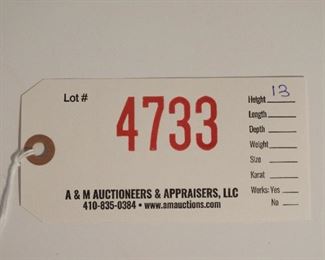 Lot #
4733
Height 13
Length
Depth
Weight
Size
Karat
Works: Yes
No
A & M AUCTIONEERS & APPRAISERS, LLC
410-835-0384 • www.amauctions.com